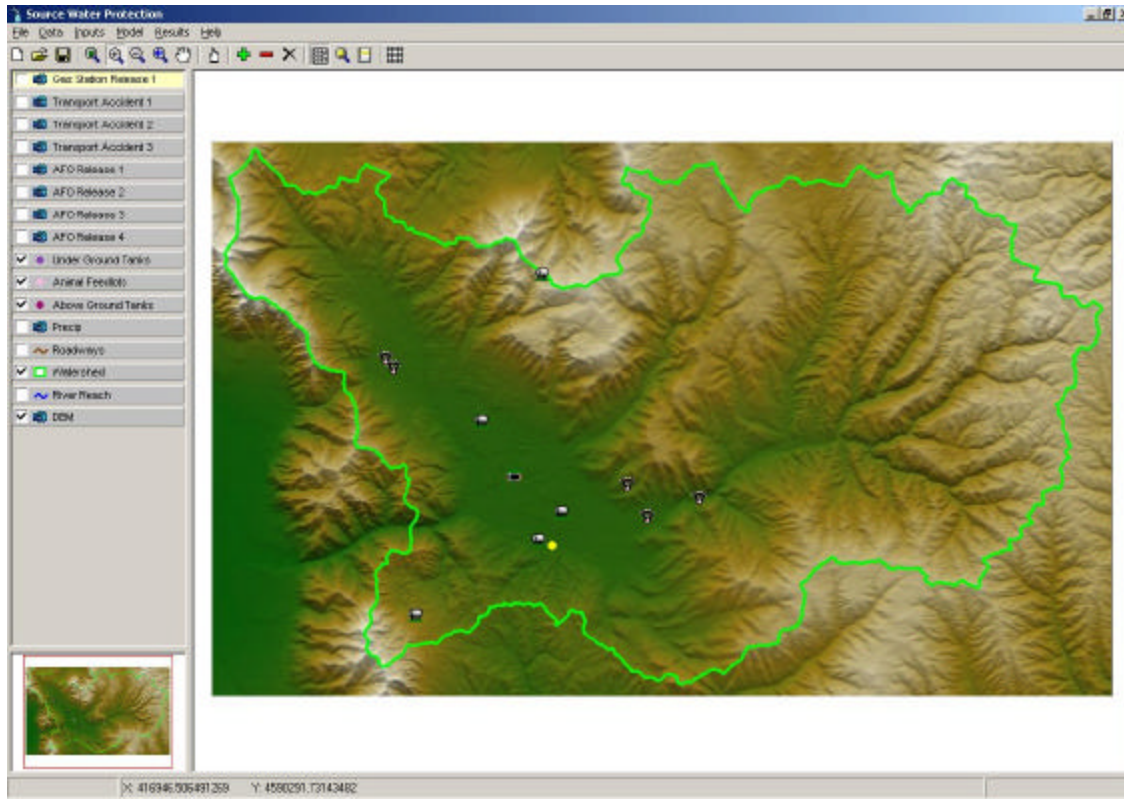 Source Water Protection
File Data Inputs Model Results Help
Gas Station Release 1
Transport Accident 1
Transport Accident 2
Transport Accident 3
AFO Release 1
AFO Release 2
AFO Release 3
AFO Release 4
Under Ground Tanks
Animal Feedlots
Above Ground Tanks
Precip
Roadways
Watershed
River Reach
DEM
X: 416946.506491269 Y: 4590291.73143482